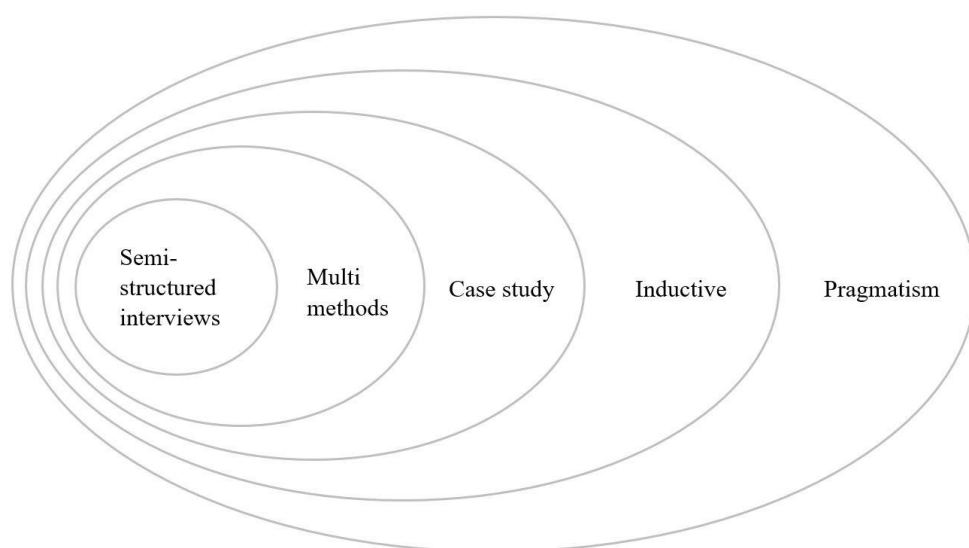 Semi-
structured
interviews
Multi
methods
Case study
Inductive
Pragmatism